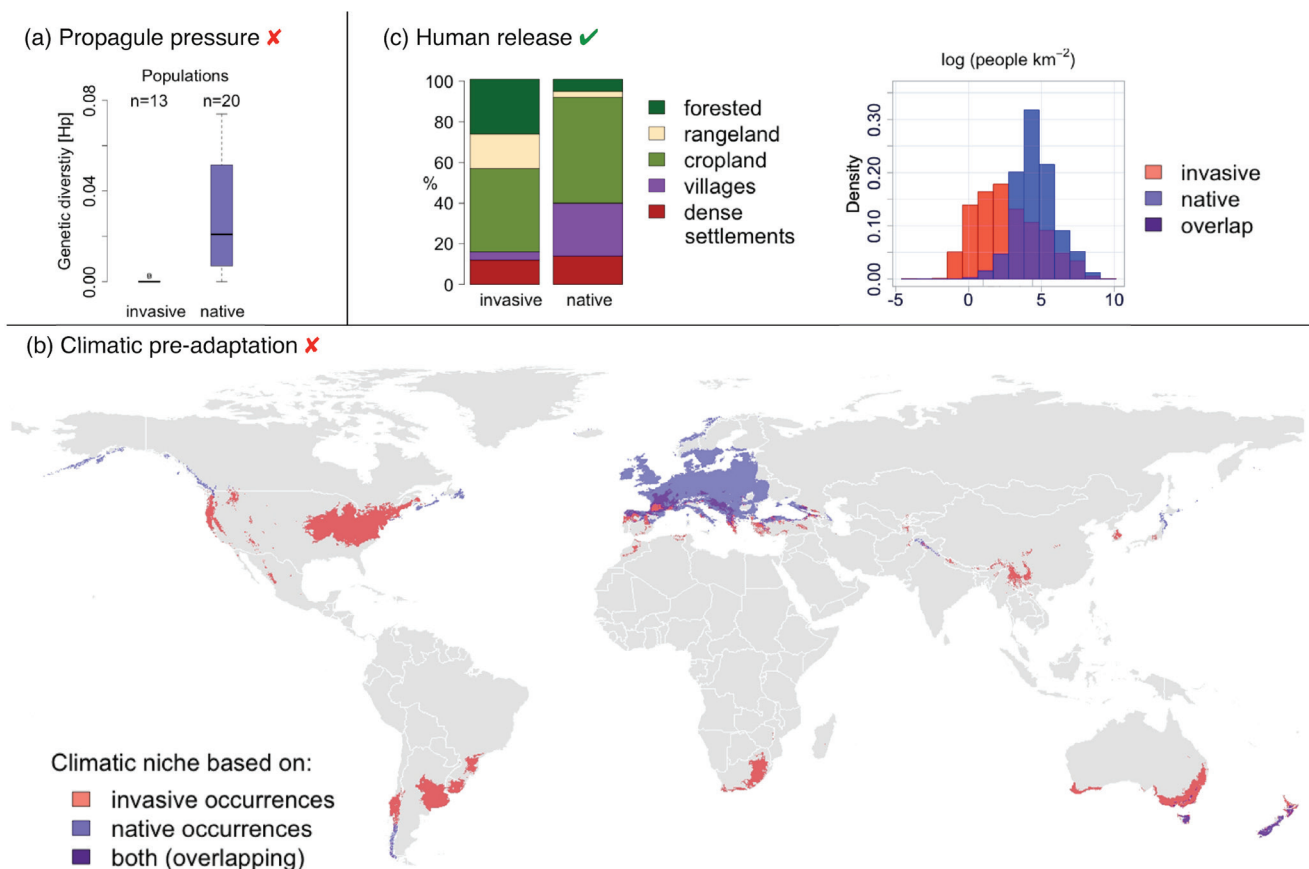 (a) Propagule pressure ✘
Populations
n=13 n=20
Genetic diverstiy [Hp]
0.08
0.04
0.00
invasive native
(c) Human release ✔
%
100
80
60
40
20
0
invasive native
forested
rangeland
cropland
villages
dense
settlements
log (people km⁻²)
Density
0.30
0.20
0.10
0.00
-5 0 5 10
invasive
native
overlap
(b) Climatic pre-adaptation ✘
Climatic niche based on:
invasive occurrences
native occurrences
both (overlapping)